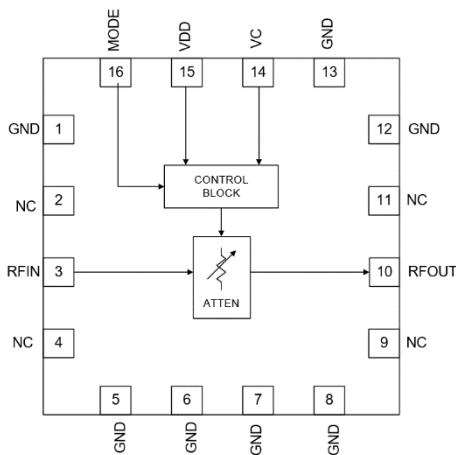 MODE
VDD
VC
GND
16
15
14
13
GND 1
12 GND
NC 2
11 NC
CONTROL
BLOCK
RFIN 3
10 RFOUT
ATTEN
NC 4
9 NC
5
6
7
8
GND
GND
GND
GND